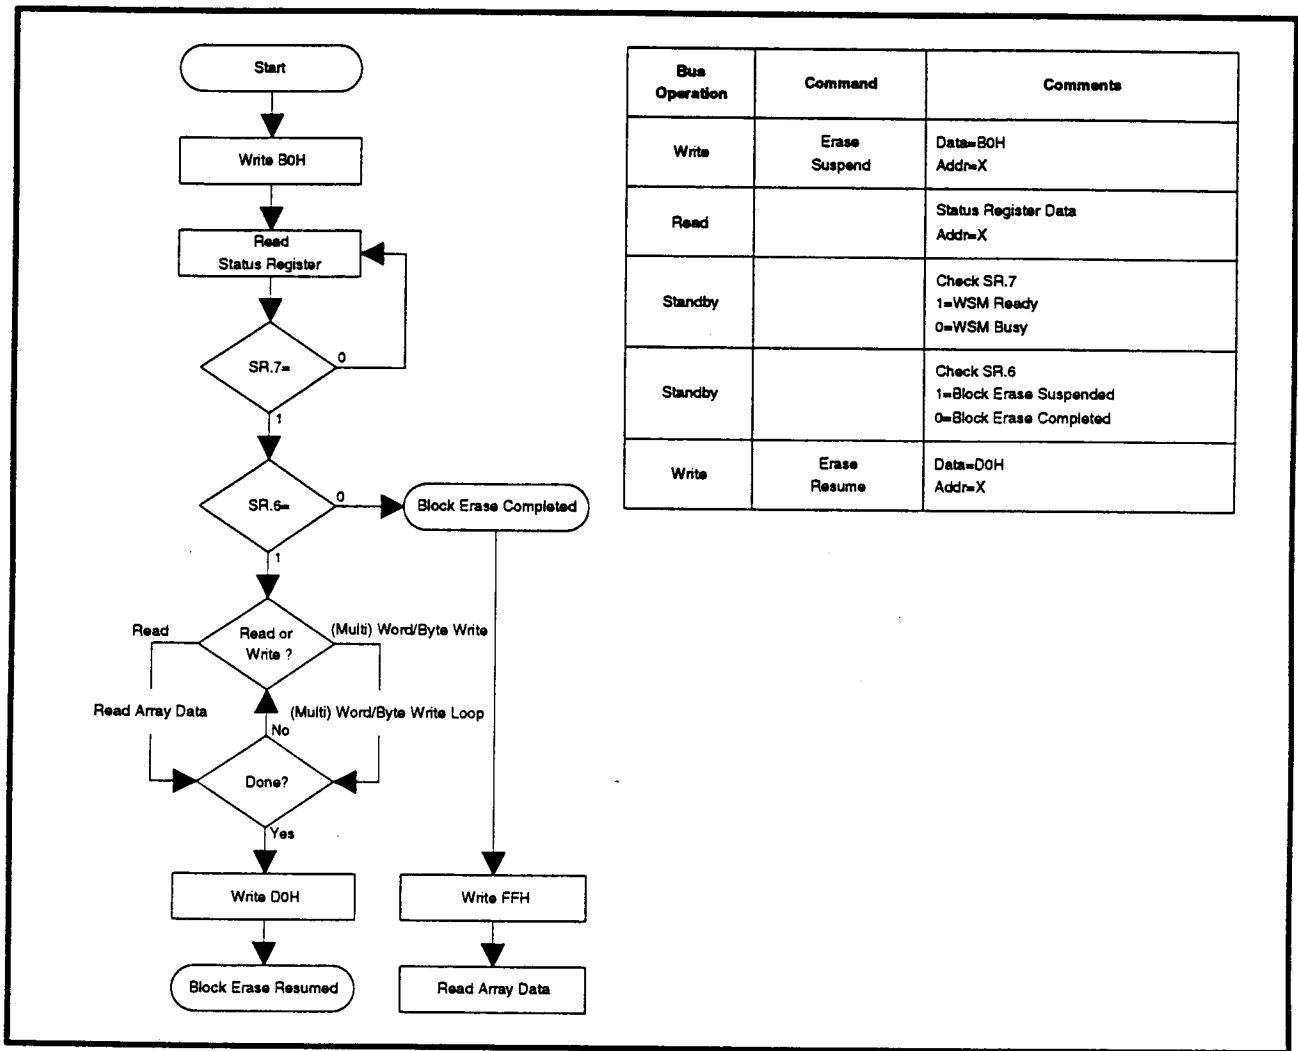 Start
Write B0H
Read
Status Register
SR.7=
0
1
SR.6=
0
Block Erase Completed
1
Read
Read or
Write ?
(Multi) Word/Byte Write
Read Array Data
(Multi) Word/Byte Write Loop
No
Done?
Yes
Write D0H
Write FFH
Block Erase Resumed
Read Array Data
Bus
Operation
Command
Comments
Write
Erase
Suspend
Data=B0H
Addr=X
Read
Status Register Data
Addr=X
Standby
Check SR.7
1=WSM Ready
0=WSM Busy
Standby
Check SR.6
1=Block Erase Suspended
0=Block Erase Completed
Write
Erase
Resume
Data=D0H
Addr=X